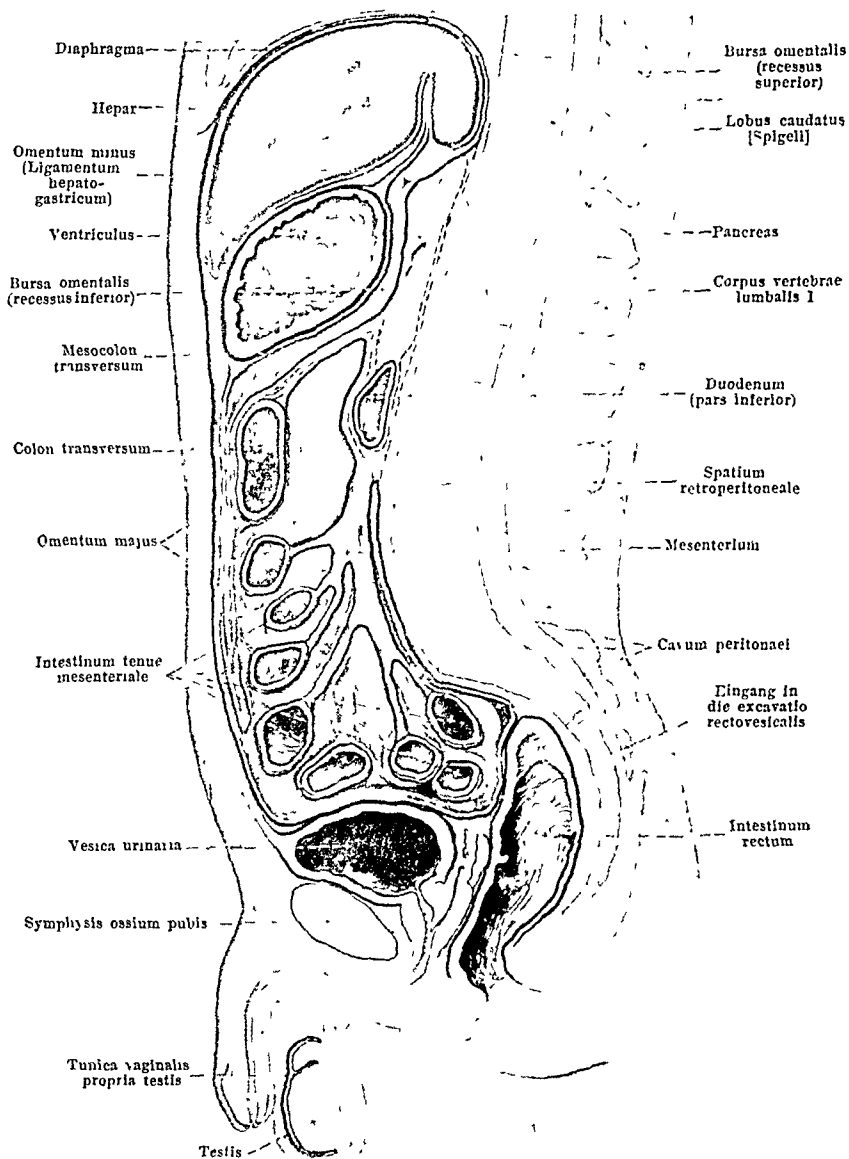 Diaphragma
Hepar
Omentum minus
(Ligamentum
hepato-
gastricum)
Ventriculus
Bursa omentalis
(recessus inferior)
Mesocolon
transversum
Colon transversum
Omentum majus
Intestinum tenue
mesenteriale
Vesica urinaria
Symphysis ossium pubis
Tunica vaginalis
propria testis
Testis
Bursa omentalis
(recessus
superior)
Lobus caudatus
[Spigeli]
Pancreas
Corpus vertebrae
lumbalis I
Duodenum
(pars inferior)
Spatium
retroperitoneale
Mesenterium
Cavum peritonaei
Eingang in
die excavatio
rectovesicalis
Intestinum
rectum